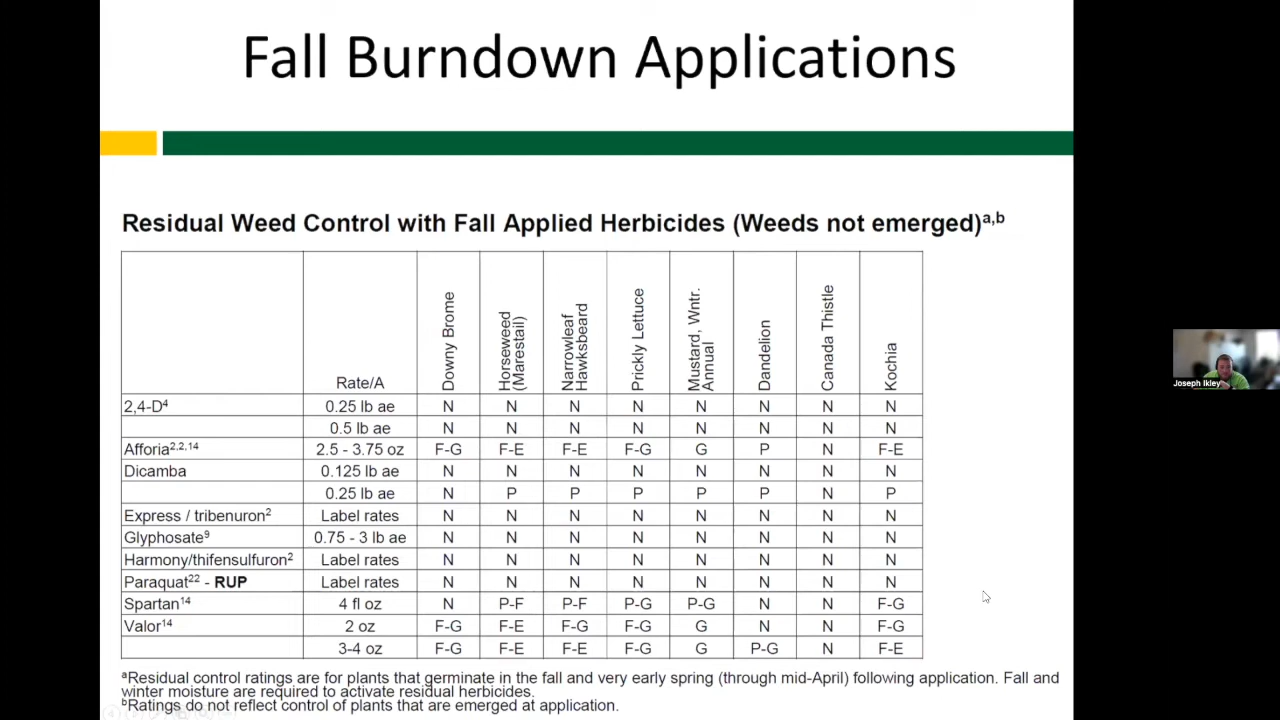 Fall Burndown Applications
Residual Weed Control with Fall Applied Herbicides (Weeds not emerged)a,b
Rate/A Downy Brome Horseweed (Marestail) Narrowleaf Hawksbeard Prickly Lettuce Mustard, Wntr. Annual Dandelion Canada Thistle Kochia
2,4-D4 0.25 lb ae N N N N N N N N
0.5 lb ae N N N N N N N N
Afforia2,2,14 2.5 - 3.75 oz F-G F-E F-E F-G G P N F-E
Dicamba 0.125 lb ae N N N N N N N N
0.25 lb ae N P P P P P N P
Express / tribenuron2 Label rates N N N N N N N N
Glyphosate9 0.75 - 3 lb ae N N N N N N N N
Harmony/thifensulfuron2 Label rates N N N N N N N N
Paraquat22 - RUP Label rates N N N N N N N N
Spartan14 4 fl oz N P-F P-F P-G P-G N N F-G
Valor14 2 oz F-G F-E F-G F-G G N N F-G
3-4 oz F-G F-E F-E F-G G P-G N F-E
aResidual control ratings are for plants that germinate in the fall and very early spring (through mid-April) following application. Fall and
winter moisture are required to activate residual herbicides.
bRatings do not reflect control of plants that are emerged at application.
Joseph Ikley